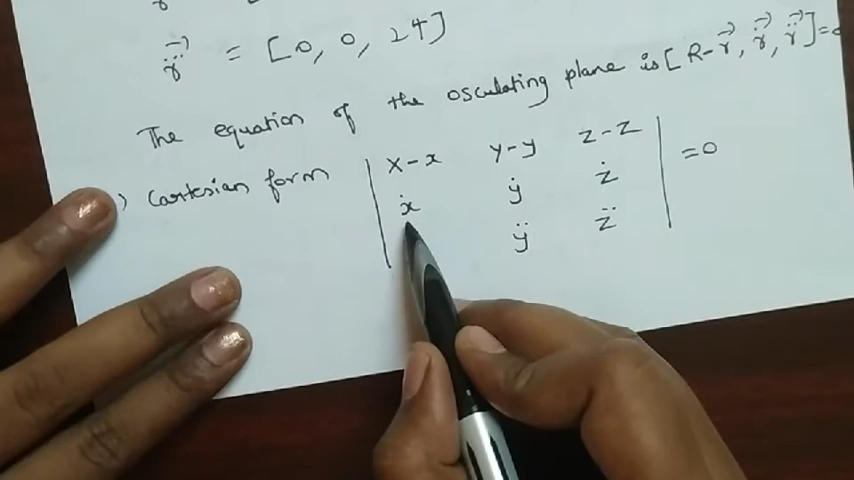 r⃛ = [0, 0, 24]
The equation of the osculating plane is [R-r⃗, ṙ⃗, r̈⃗]=0
) Cartesian form | X-x Y-y Z-z | =0
ẋ ẏ ż
ÿ z̈